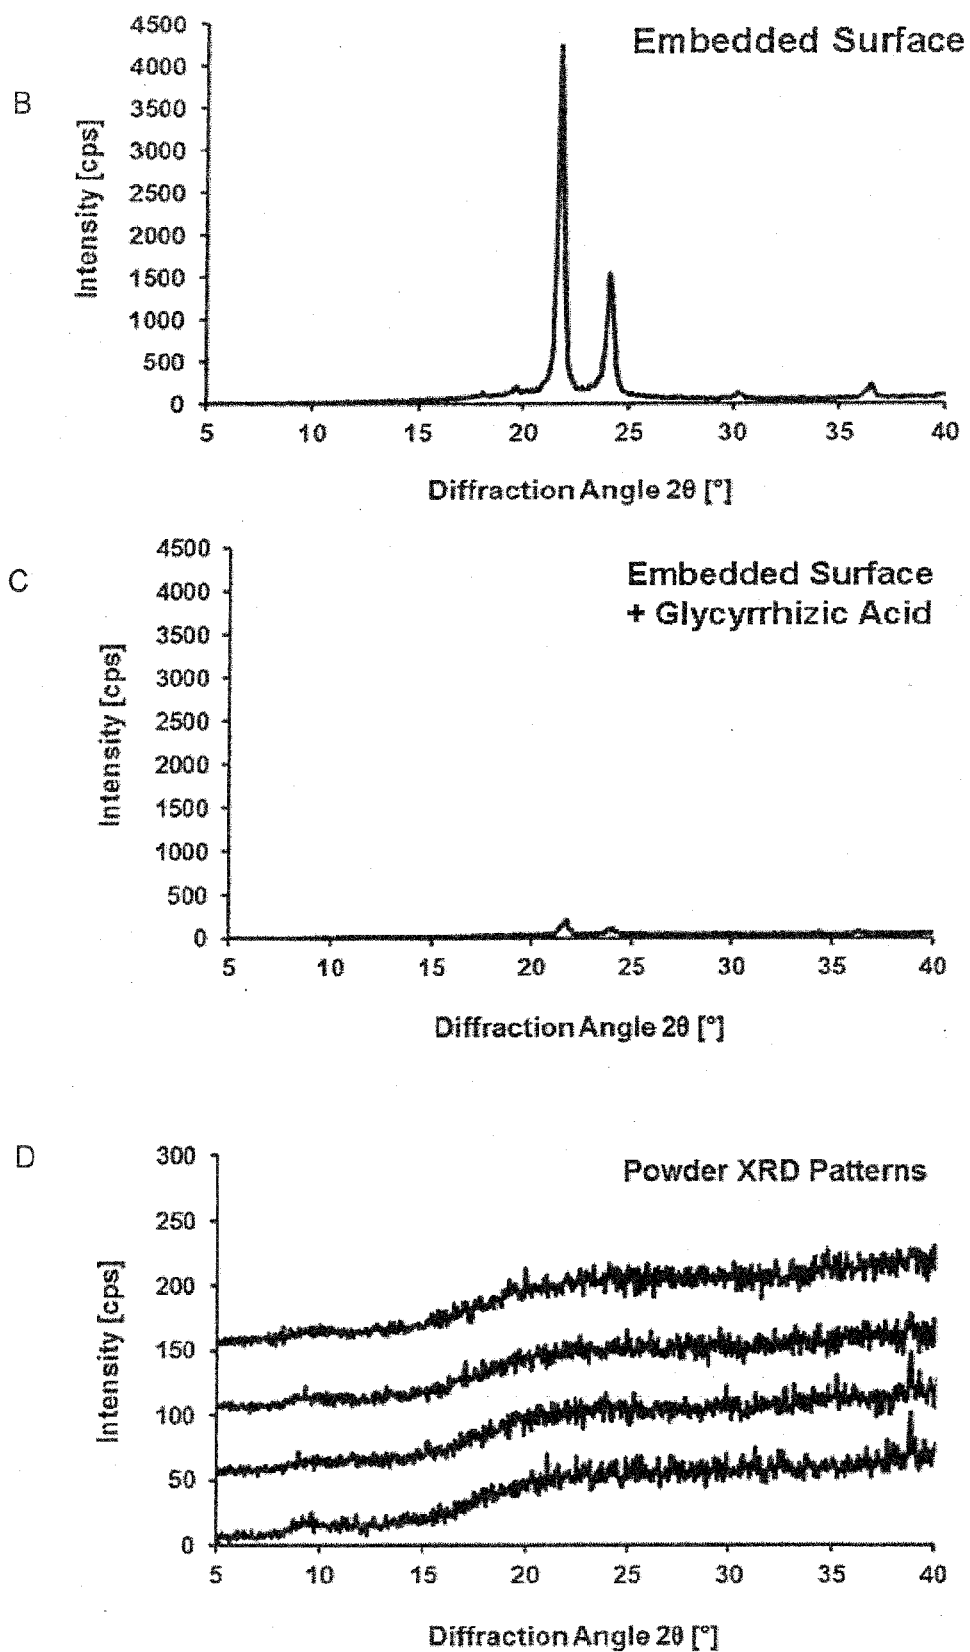 B
Embedded Surface
Intensity [cps]
4500
4000
3500
3000
2500
2000
1500
1000
500
0
5 10 15 20 25 30 35 40
Diffraction Angle 2θ [°]
C
Embedded Surface
+ Glycyrrhizic Acid
Intensity [cps]
4500
4000
3500
3000
2500
2000
1500
1000
500
0
5 10 15 20 25 30 35 40
Diffraction Angle 2θ [°]
D
Powder XRD Patterns
Intensity [cps]
300
250
200
150
100
50
0
5 10 15 20 25 30 35 40
Diffraction Angle 2θ [°]